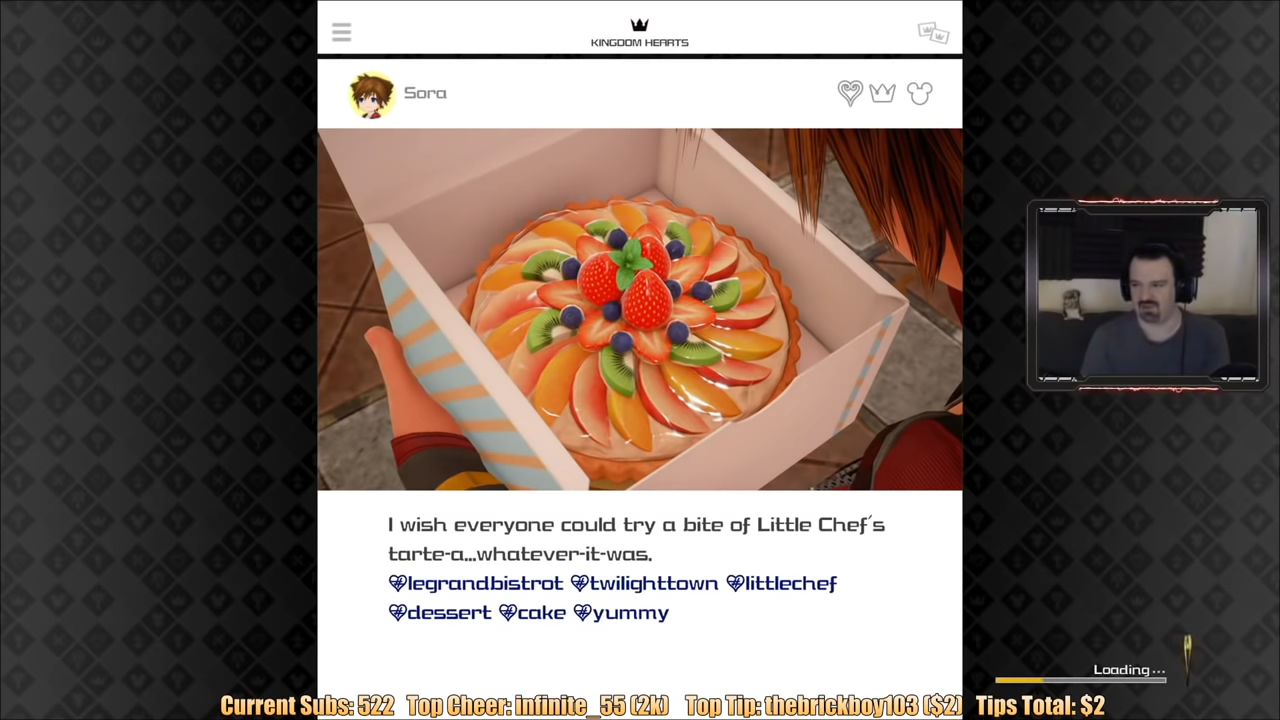 KINGDOM HEARTS
Sora
I wish everyone could try a bite of Little Chef's
tarte-a...whatever-it-was.
legrandbistrot twilighttown littlechef
dessert cake yummy
Loading...
Current Subs: 522 Top Cheer: infinite_55 (2k) Top Tip: thebrickboy103 ($2) Tips Total: $2